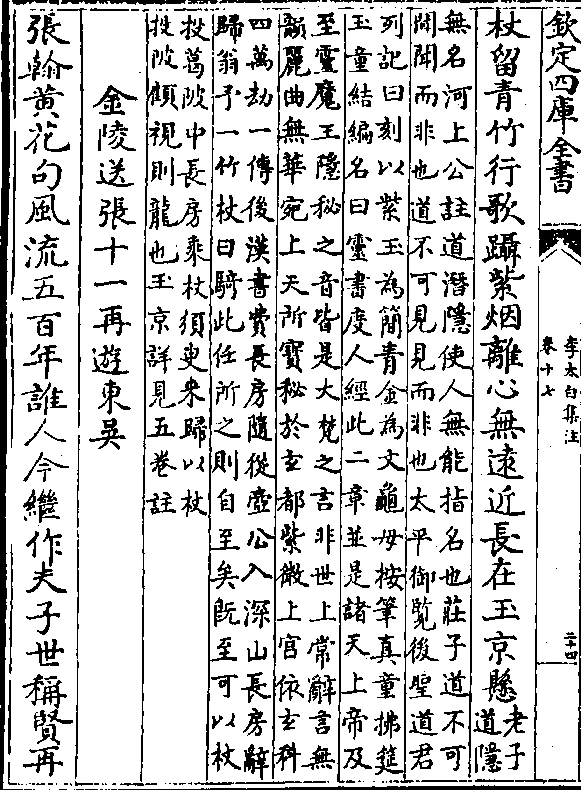 欽定四庫全書
李太白集注
卷十七
二十四
杖留青竹行歌躡紫烟離心無遠近長在玉京懸老子道隱
無名河上公註道潛隱使人無能指名也莊子道不可
聞聞而非也道不可見見而非也太平御覽後聖道君
列記曰刻以紫玉為簡青金為文龜母按筆真童拂筵
玉童結編名曰靈書度人經此二章並是諸天上帝及
至靈魔王隱秘之音皆是大梵之言非世上常辭言無
韻麗曲無華宛上天所寶秘於玄都紫微上宫依玄科
四萬劫一傳後漢書費長房隨從壺公入深山長房辭
歸翁予一竹杖曰騎此任所之則自至矣既至可以杖
投葛陂中長房乘杖須臾来歸以杖
投陂顧視則龍也玉京詳見五卷註
金陵送張十一再遊東吳
張翰黄花句風流五百年誰人今繼作夫子世稱賢再